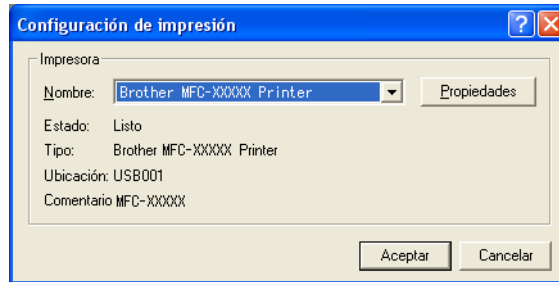 Configuración de impresión
Impresora
Nombre: Brother MFC-XXXXX Printer Propiedades
Estado: Listo
Tipo: Brother MFC-XXXXX Printer
Ubicación: USB001
Comentario MFC-XXXXX
Aceptar Cancelar